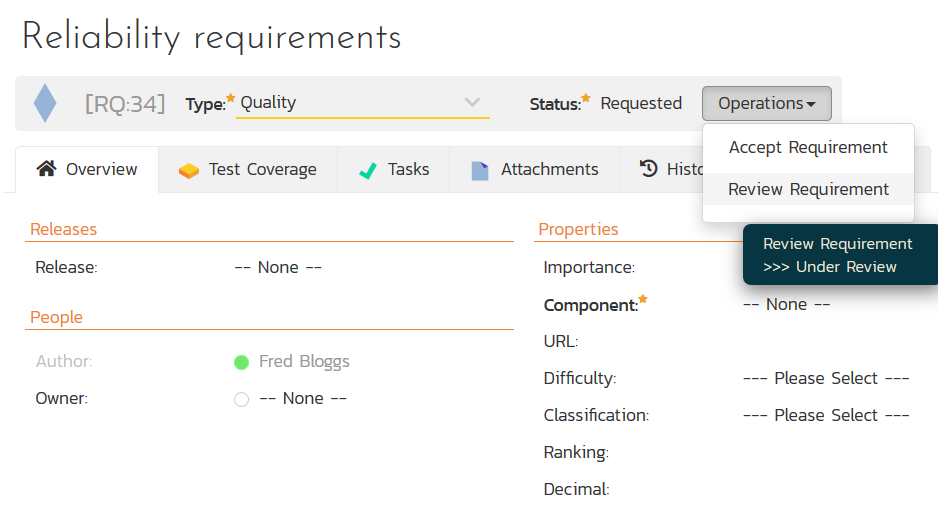 Reliability requirements
[RQ:34] Type: Quality Status: Requested Operations
Accept Requirement
Review Requirement
Review Requirement
>>> Under Review
Overview Test Coverage Tasks Attachments Histo
Releases
Release: -- None --
People
Author: Fred Bloggs
Owner: -- None --
Properties
Importance:
Component: -- None --
URL:
Difficulty: --- Please Select ---
Classification: --- Please Select ---
Ranking:
Decimal: